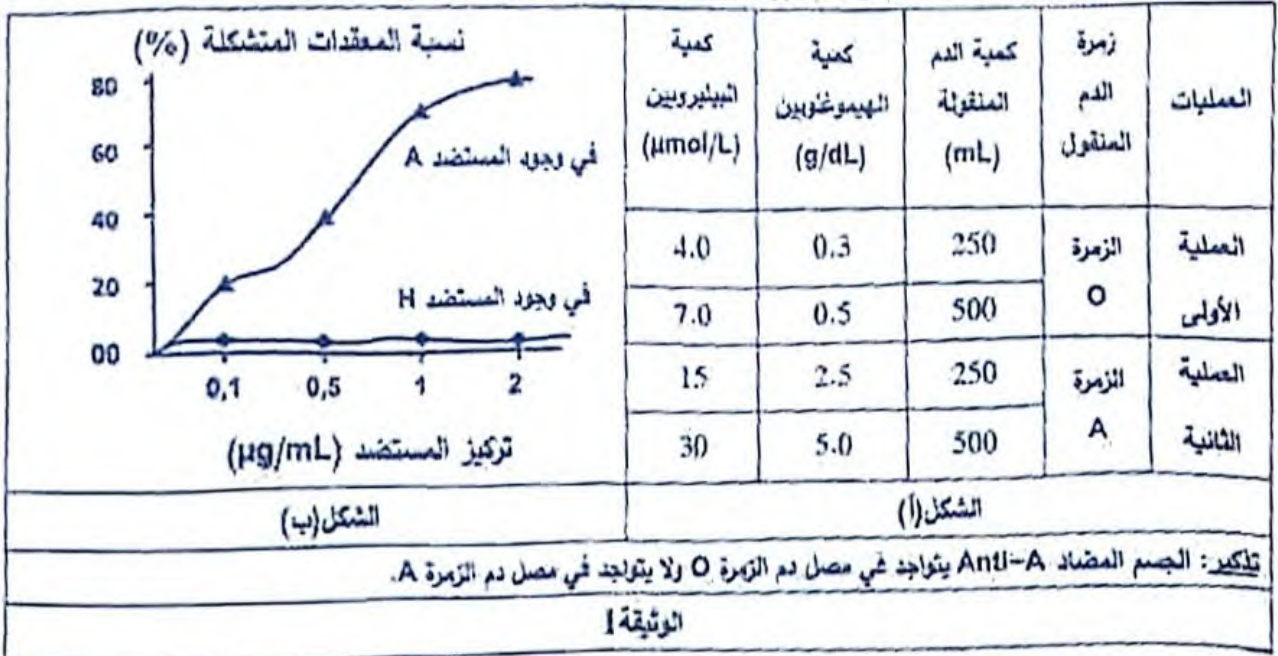 العمليات
زمرة الدم المنقول
كمية الدم المنقولة (mL)
كمية الهيموغلوبين (g/dL)
كمية البيليروبين (μmol/L)
العملية الأولى
الزمرة O
250
0.3
4.0
500
0.5
7.0
العملية الثانية
الزمرة A
250
2.5
15
500
5.0
30
الشكل(أ)
نسبة المعقدات المتشكلة (%)
80
60
40
20
00
في وجود المستضد A
في وجود المستضد H
0,1 0,5 1 2
تركيز المستضد (μg/mL)
الشكل(ب)
تذكير: الجسم المضاد Anti-A يتواجد في مصل دم الزمرة O ولا يتواجد في مصل دم الزمرة A.
الوثيقة1